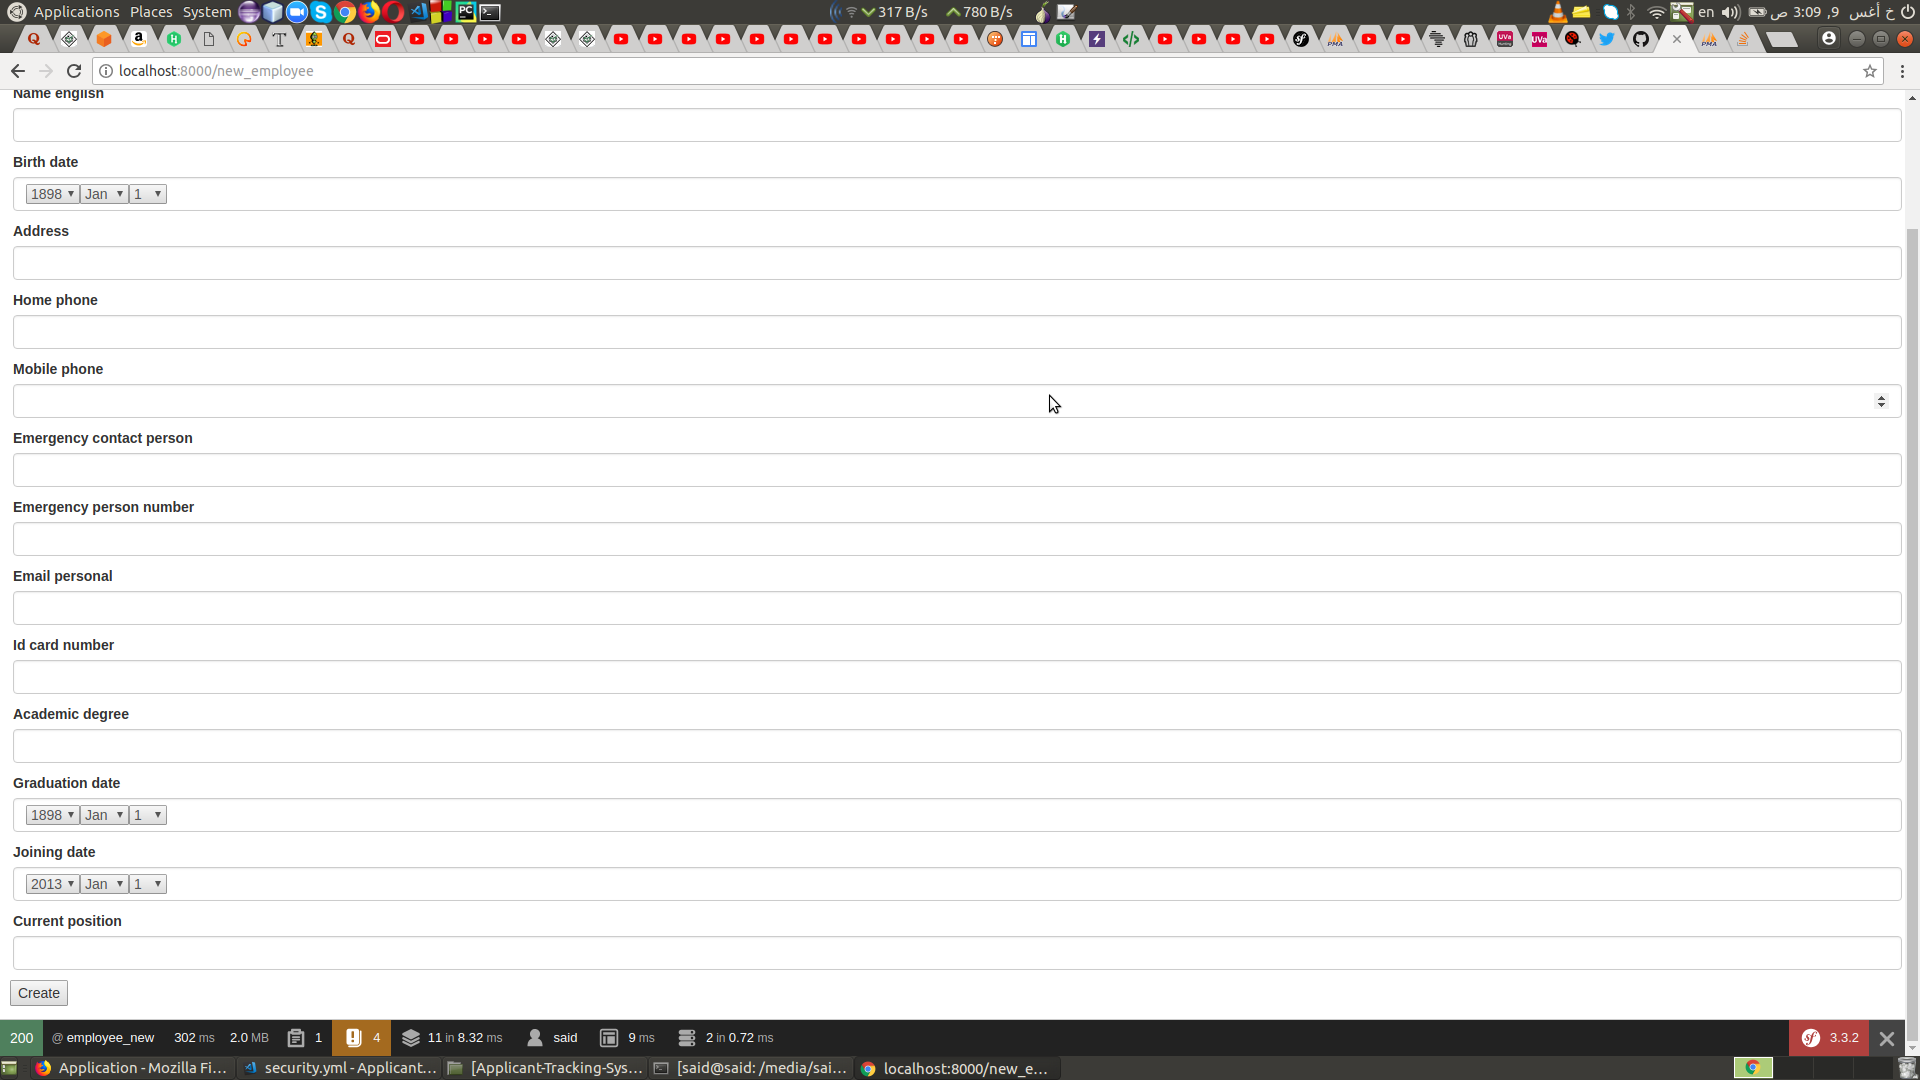 Applications Places System 317 B/s 780 B/s en خ أغس 9, 3:09 ص
localhost:8000/new_employee
Name english
Birth date
1898 Jan 1
Address
Home phone
Mobile phone
Emergency contact person
Emergency person number
Email personal
Id card number
Academic degree
Graduation date
1898 Jan 1
Joining date
2013 Jan 1
Current position
Create
200 @ employee_new 302 ms 2.0 MB 1 4 11 in 8.32 ms said 9 ms 2 in 0.72 ms 3.3.2
Application - Mozilla Fi... security.yml - Applicant... [Applicant-Tracking-Sys... [said@said: /media/sai... localhost:8000/new_e...